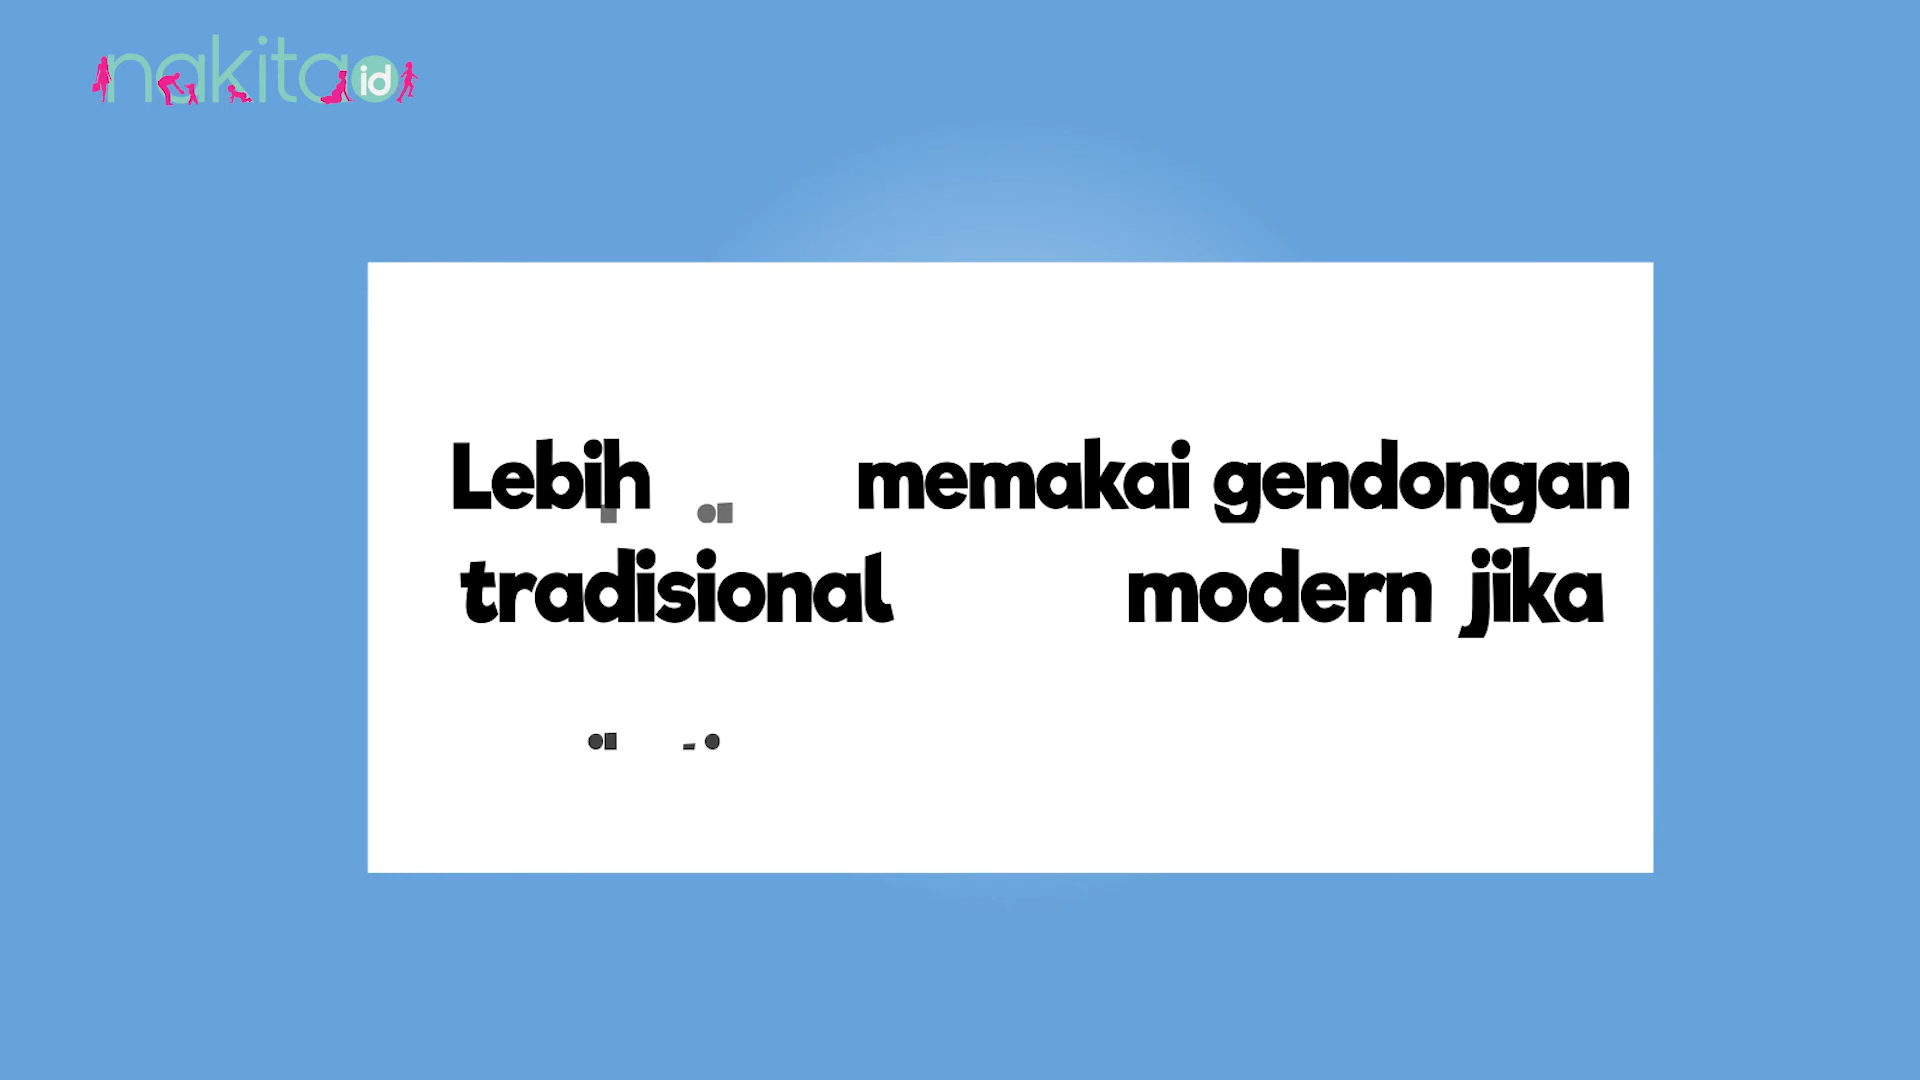 nakita id
Lebih memakai gendongan
tradisional modern jika